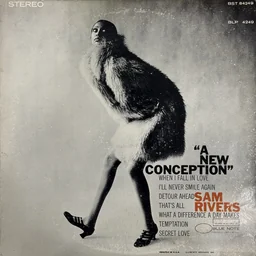 STEREO
BST 84249
BLP 4249
"A
NEW
CONCEPTION"
WHEN I FALL IN LOVE
I'LL NEVER SMILE AGAIN
DETOUR AHEAD
THAT'S ALL
WHAT A DIFFERENCE A DAY MAKES
TEMPTATION
SECRET LOVE
SAM
RIVERS
BLUE NOTE